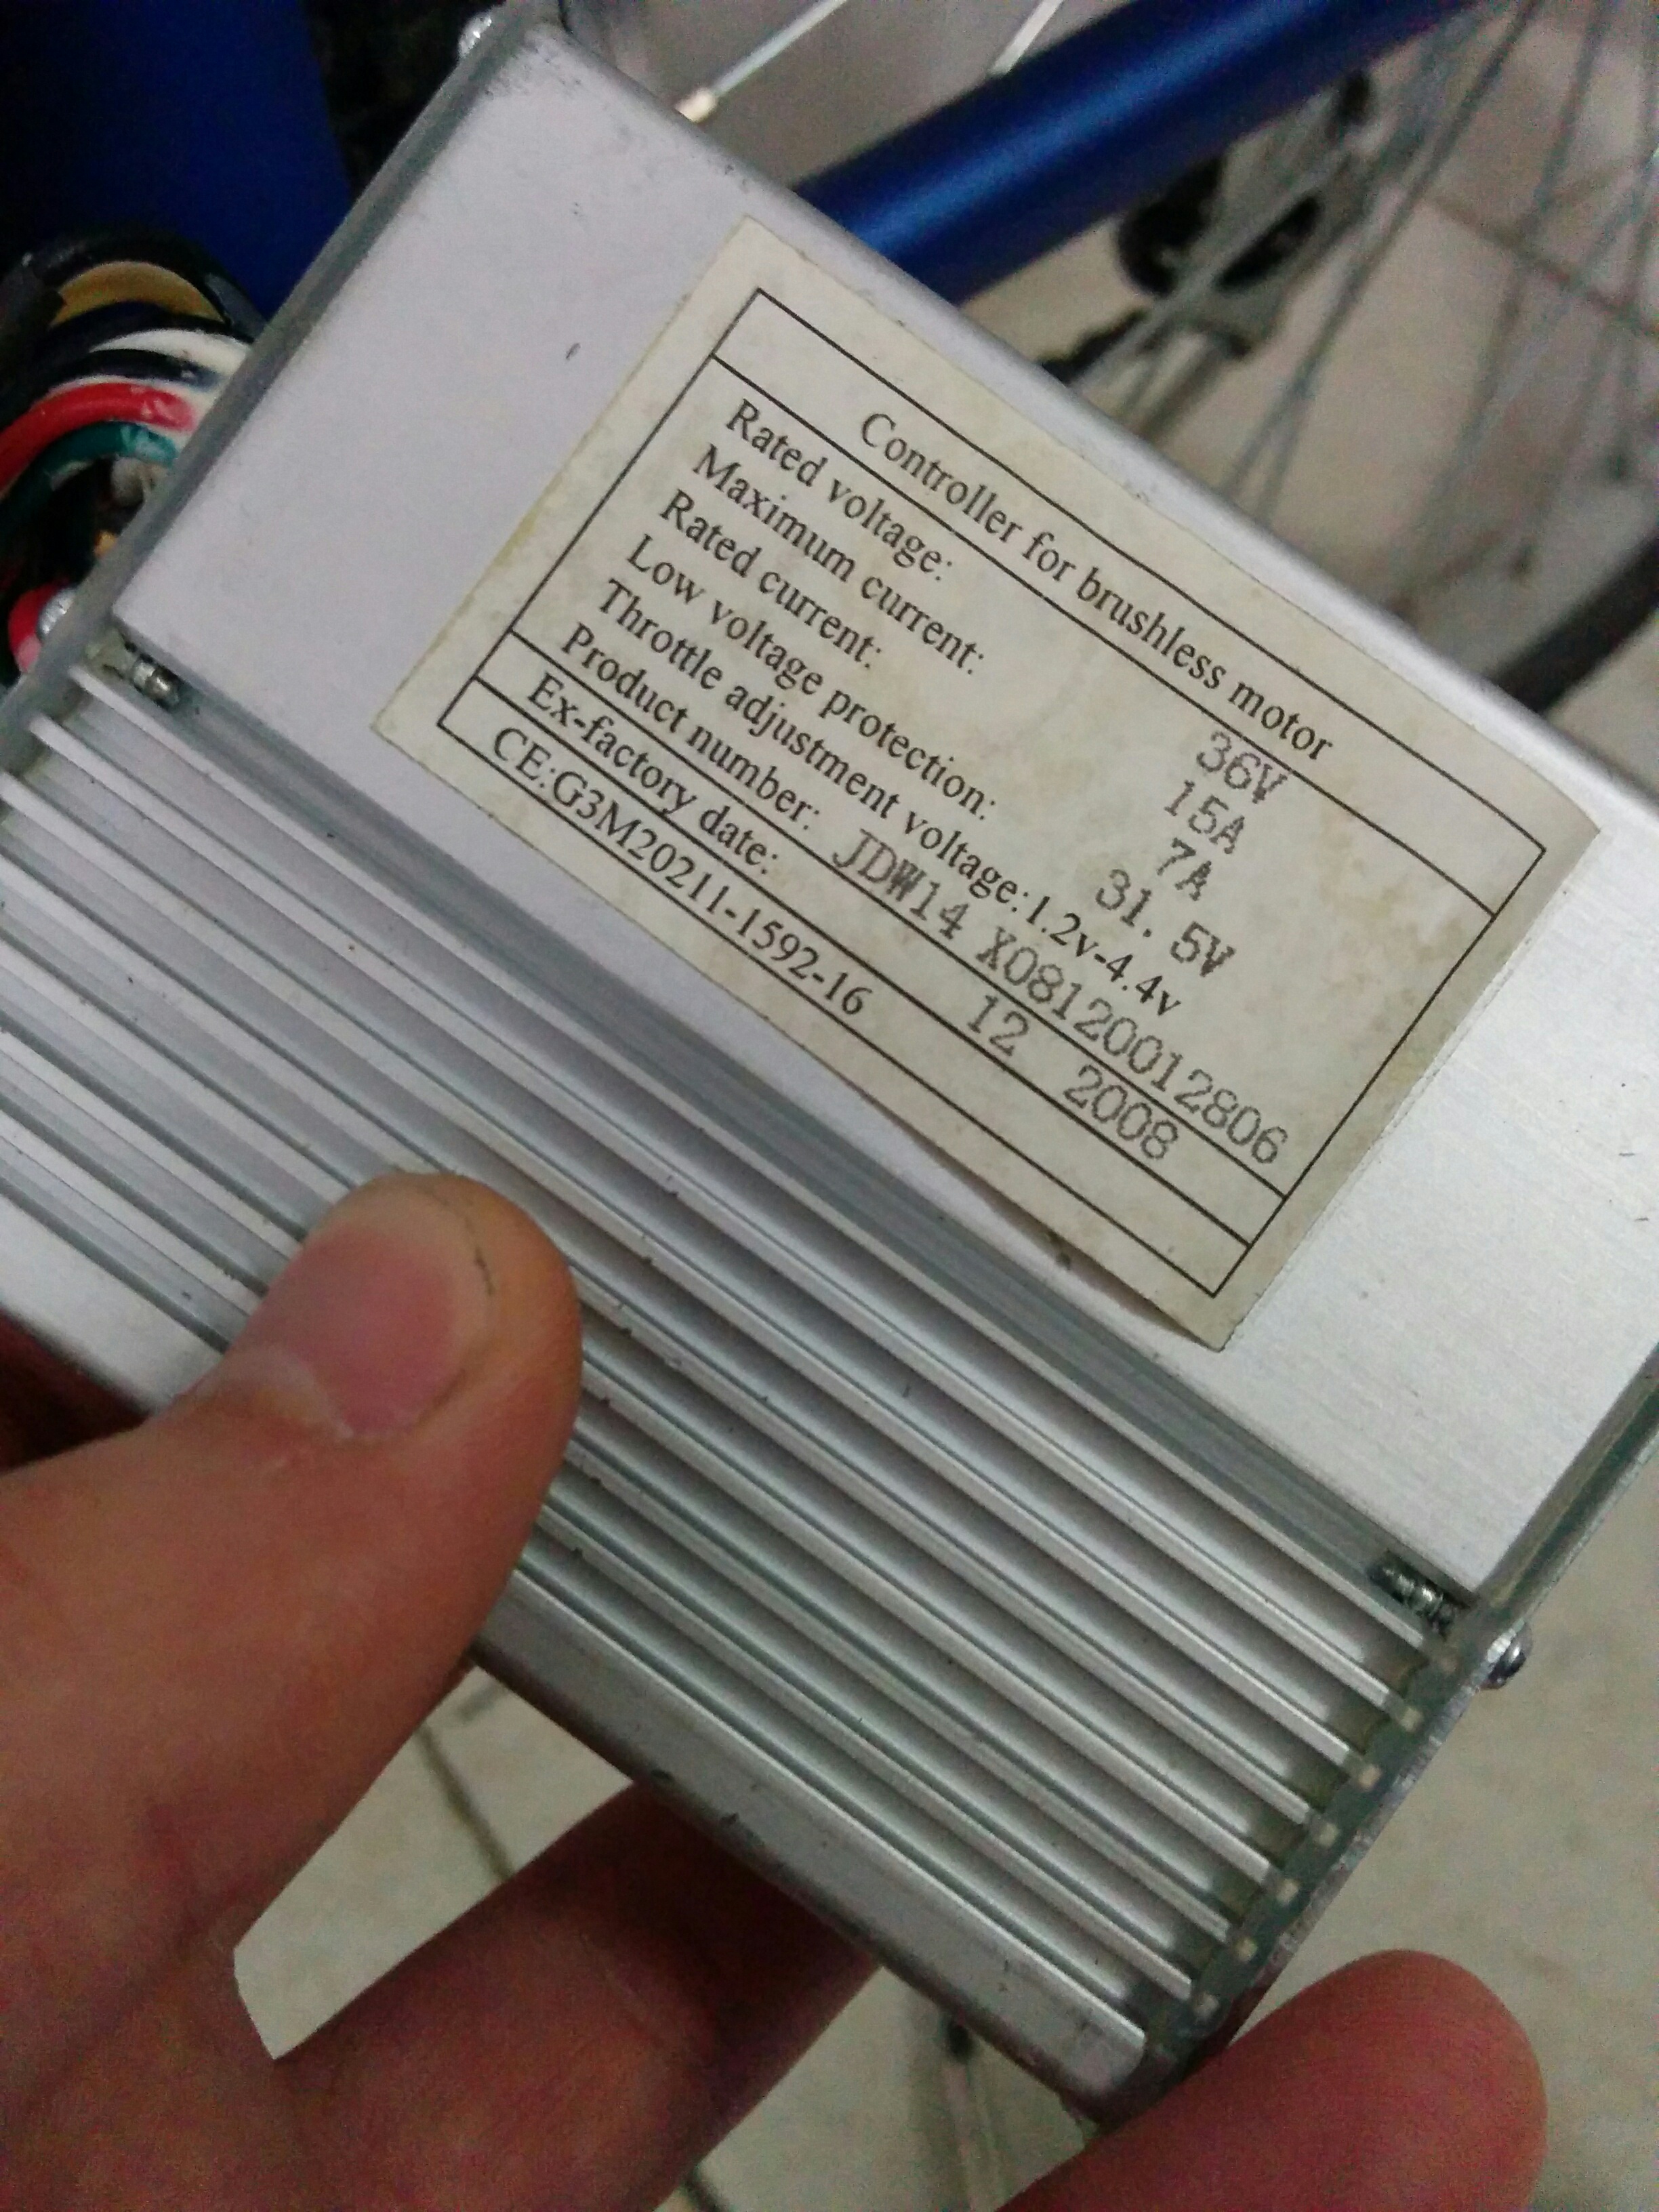 Controller for brushless motor
Rated voltage: 36V
Maximum current: 15A
Rated current: 7A
Low voltage protection: 31.5V
Throttle adjustment voltage:1.2v-4.4v
Product number: JDW14 X08120012806
Ex-factory date: 12 2008
CE:G3M20211-1592-16